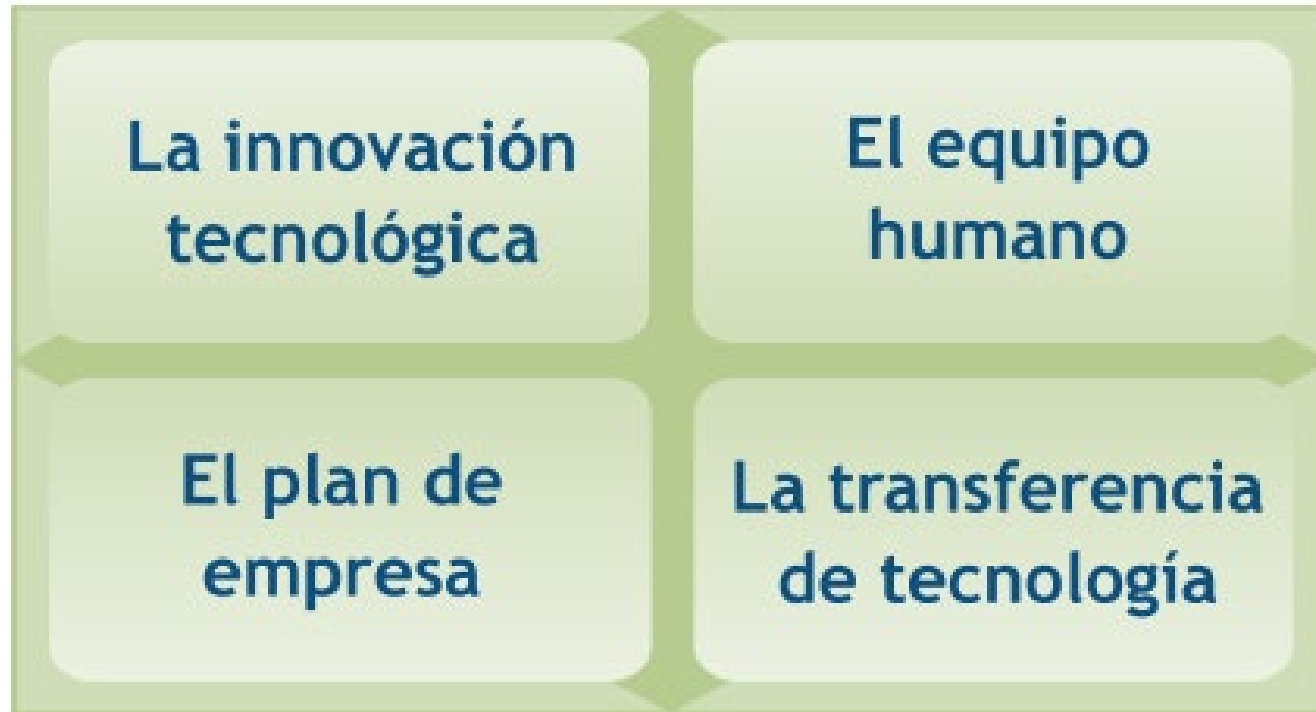 La innovación
tecnológica
El equipo
humano
El plan de
empresa
La transferencia
de tecnología